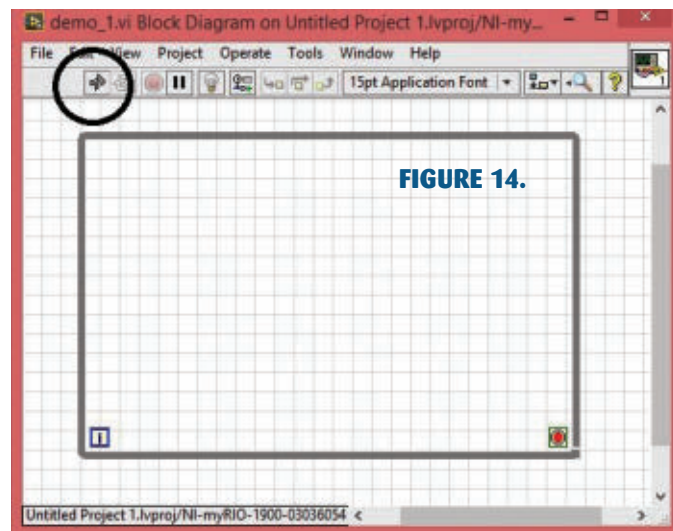 demo_1.vi Block Diagram on Untitled Project 1.lvproj/NI-my...
File Edit View Project Operate Tools Window Help
15pt Application Font
FIGURE 14.
i
Untitled Project 1.lvproj/NI-myRIO-1900-03036054